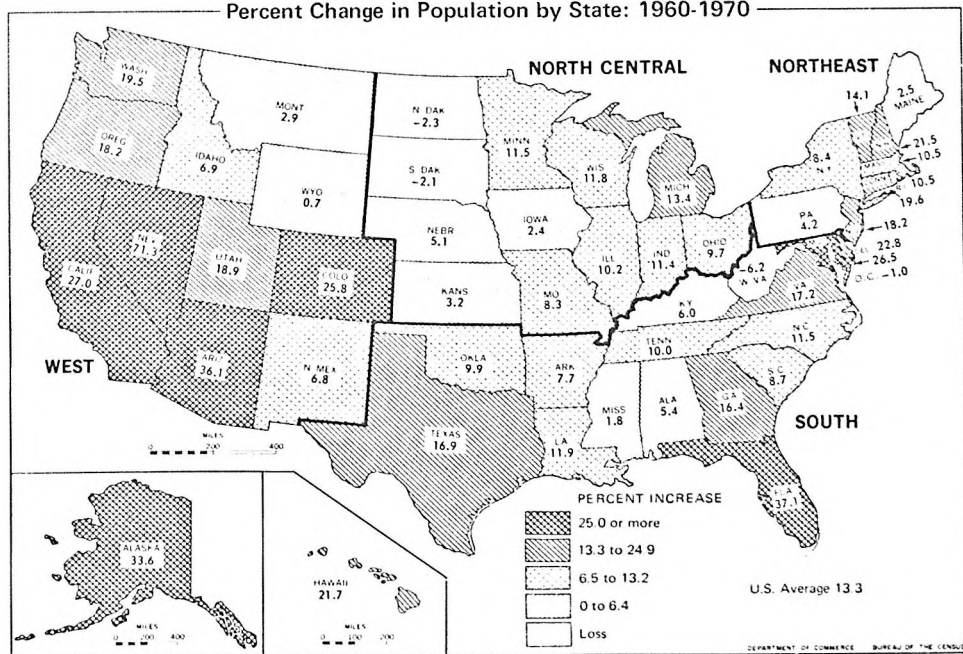 Percent Change in Population by State: 1960-1970
NORTH CENTRAL
NORTHEAST
WEST
SOUTH
WASH
19.5
OREG
18.2
CALIF
27.0
NEV
71.3
IDAHO
6.9
MONT
2.9
WYO
0.7
UTAH
18.9
COLO
25.8
ARIZ
36.1
N MEX
6.8
N. DAK
-2.3
S DAK
-2.1
NEBR
5.1
KANS
3.2
OKLA
9.9
TEXAS
16.9
MINN
11.5
IOWA
2.4
MO
8.3
ARK
7.7
LA
11.9
WIS
11.8
ILL
10.2
MICH
13.4
IND
11.4
OHIO
9.7
KY
6.0
TENN
10.0
MISS
1.8
ALA
5.4
GA
16.4
FLA
37.1
S C
8.7
N.C.
11.5
VA
17.2
-6.2
W VA
PA
4.2
8.4
N Y
14.1
2.5
MAINE
21.5
10.5
10.5
19.6
18.2
22.8
26.5
D.C. -1.0
MILES
0 200 400
ALASKA
33.6
MILES
0 200 400
HAWAII
21.7
MILES
0 100 200
PERCENT INCREASE
25.0 or more
13.3 to 24.9
6.5 to 13.2
0 to 6.4
Loss
U.S. Average 13.3
DEPARTMENT OF COMMERCE BUREAU OF THE CENSUS